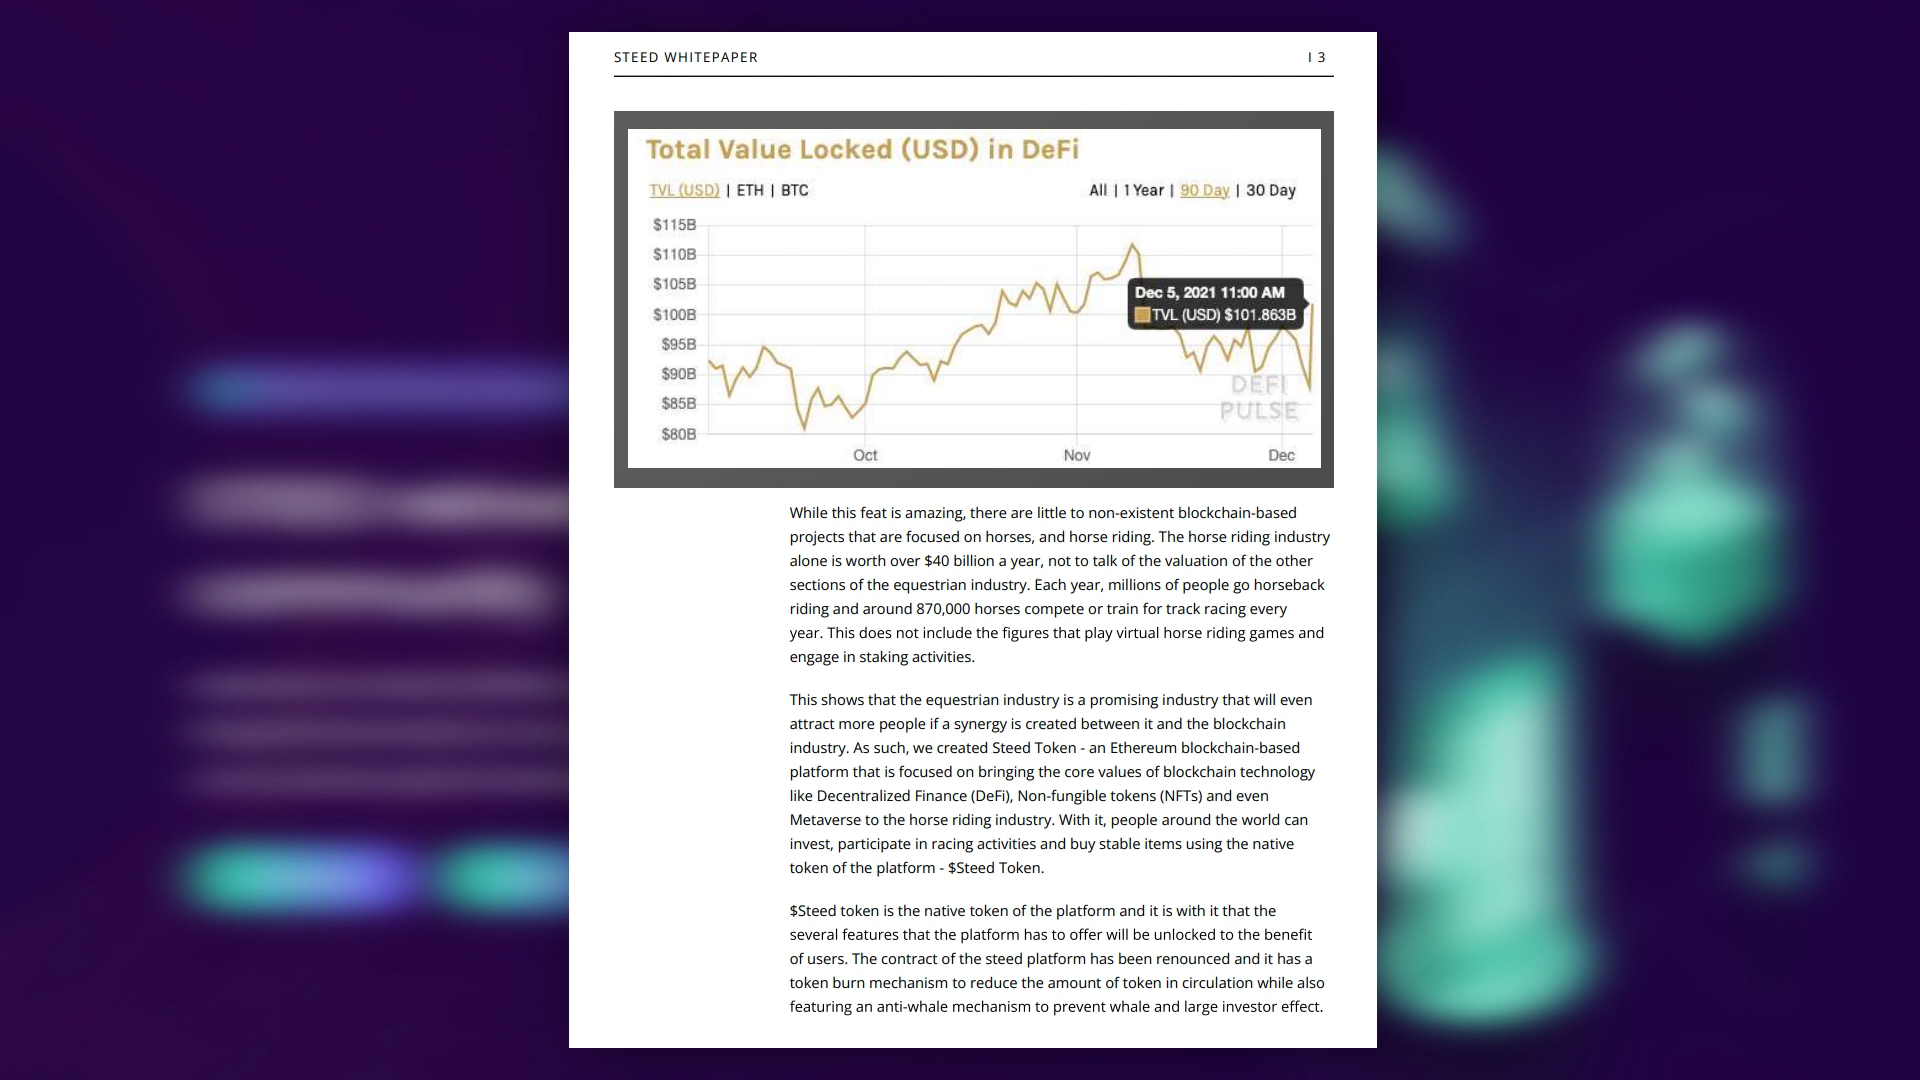 STEED WHITEPAPER I 3
Total Value Locked (USD) in DeFi
TVL (USD) | ETH | BTC All | 1 Year | 90 Day | 30 Day
$115B
$110B
$105B
$100B
$95B
$90B
$85B
$80B
Dec 5, 2021 11:00 AM
TVL (USD) $101.863B
DEFI
PULSE
Oct Nov Dec
While this feat is amazing, there are little to non-existent blockchain-based
projects that are focused on horses, and horse riding. The horse riding industry
alone is worth over $40 billion a year, not to talk of the valuation of the other
sections of the equestrian industry. Each year, millions of people go horseback
riding and around 870,000 horses compete or train for track racing every
year. This does not include the figures that play virtual horse riding games and
engage in staking activities.
This shows that the equestrian industry is a promising industry that will even
attract more people if a synergy is created between it and the blockchain
industry. As such, we created Steed Token - an Ethereum blockchain-based
platform that is focused on bringing the core values of blockchain technology
like Decentralized Finance (DeFi), Non-fungible tokens (NFTs) and even
Metaverse to the horse riding industry. With it, people around the world can
invest, participate in racing activities and buy stable items using the native
token of the platform - $Steed Token.
$Steed token is the native token of the platform and it is with it that the
several features that the platform has to offer will be unlocked to the benefit
of users. The contract of the steed platform has been renounced and it has a
token burn mechanism to reduce the amount of token in circulation while also
featuring an anti-whale mechanism to prevent whale and large investor effect.